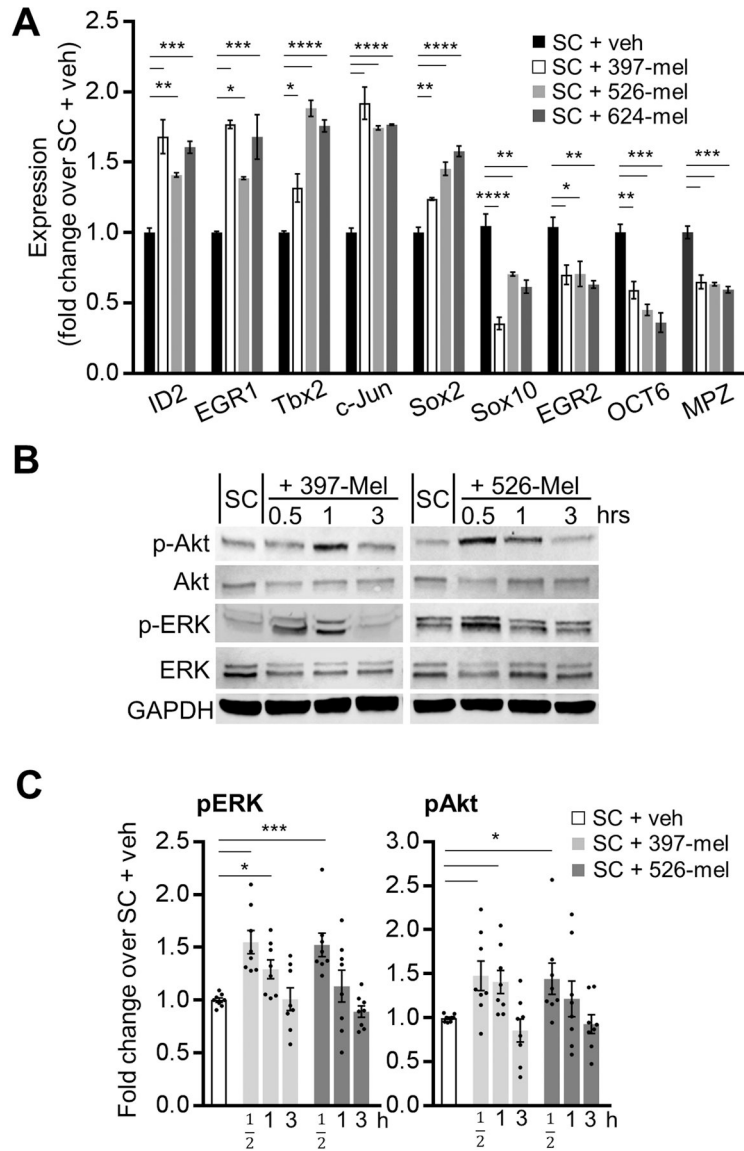 A
2.5
2.0
1.5
1.0
0.5
0.0
Expression
(fold change over SC + veh)
SC + veh
SC + 397-mel
SC + 526-mel
SC + 624-mel
*** *** **** **** ****
** * * **
** ** *** ***
**** * **
ID2 EGR1 Tbx2 c-Jun Sox2 Sox10 EGR2 OCT6 MPZ
B
SC + 397-Mel SC + 526-Mel
0.5 1 3 0.5 1 3 hrs
p-Akt
Akt
p-ERK
ERK
GAPDH
C
pERK pAkt
Fold change over SC + veh
2.5
2.0
1.5
1.0
0.5
0.0
***
*
1/2 1 3 1/2 1 3 h
3.0
2.5
2.0
1.5
1.0
0.5
0.0
*
1/2 1 3 1/2 1 3 h
SC + veh
SC + 397-mel
SC + 526-mel